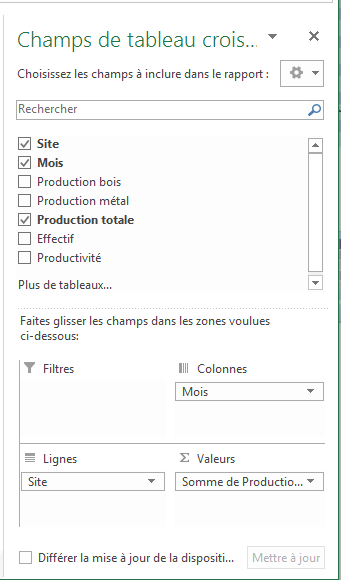 Champs de tableau crois...
Choisissez les champs à inclure dans le rapport :
Rechercher
Site
Mois
Production bois
Production métal
Production totale
Effectif
Productivité
Plus de tableaux...
Faites glisser les champs dans les zones voulues
ci-dessous:
Filtres
Colonnes
Mois
Lignes
Valeurs
Site
Somme de Productio...
Différer la mise à jour de la dispositi...
Mettre à jour